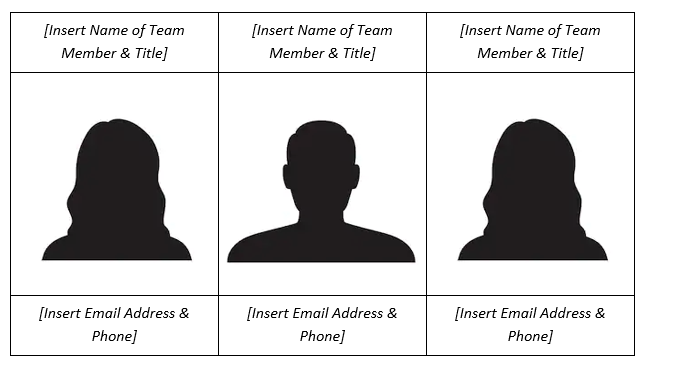 [Insert Name of Team
Member & Title]
[Insert Name of Team
Member & Title]
[Insert Name of Team
Member & Title]
[Insert Email Address &
Phone]
[Insert Email Address &
Phone]
[Insert Email Address &
Phone]